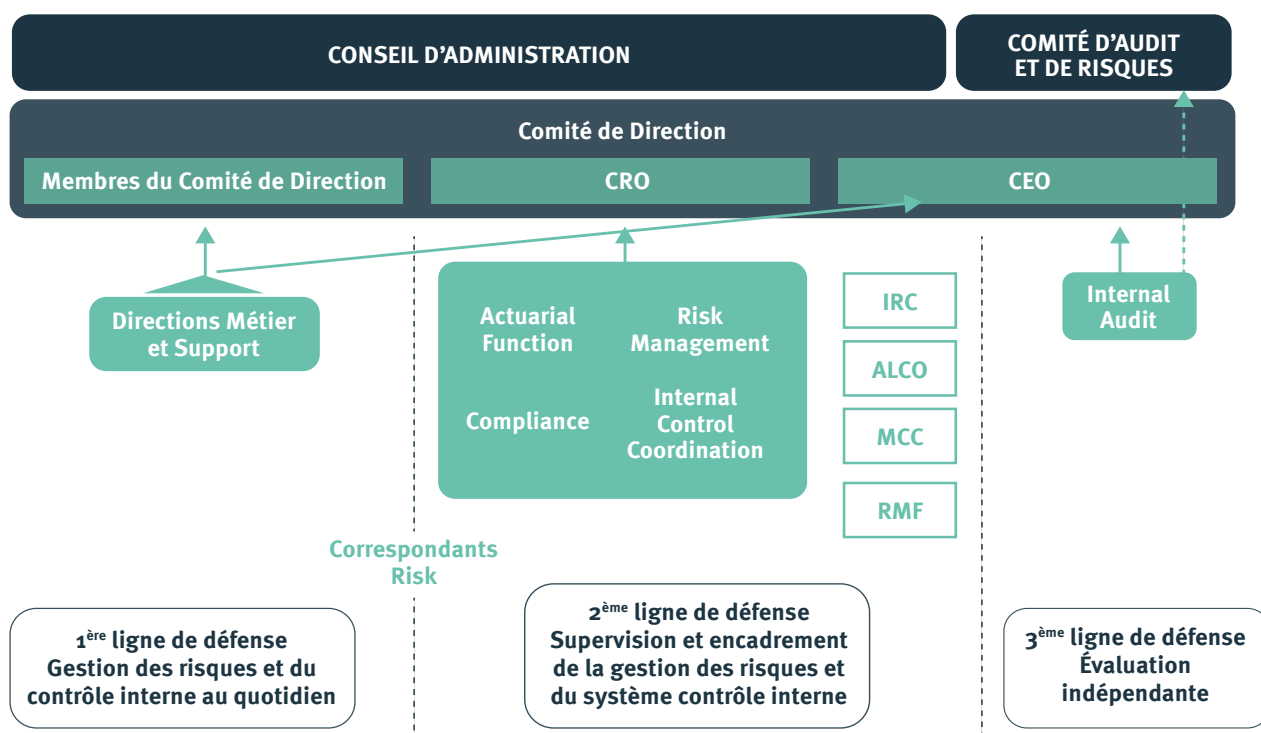 CONSEIL D'ADMINISTRATION
COMITÉ D'AUDIT
ET DE RISQUES
Comité de Direction
Membres du Comité de Direction
CRO
CEO
Directions Métier
et Support
Actuarial
Function
Risk
Management
Compliance
Internal
Control
Coordination
IRC
ALCO
MCC
RMF
Internal
Audit
Correspondants
Risk
1ère ligne de défense
Gestion des risques et du
contrôle interne au quotidien
2ème ligne de défense
Supervision et encadrement
de la gestion des risques et
du système contrôle interne
3ème ligne de défense
Évaluation
indépendante